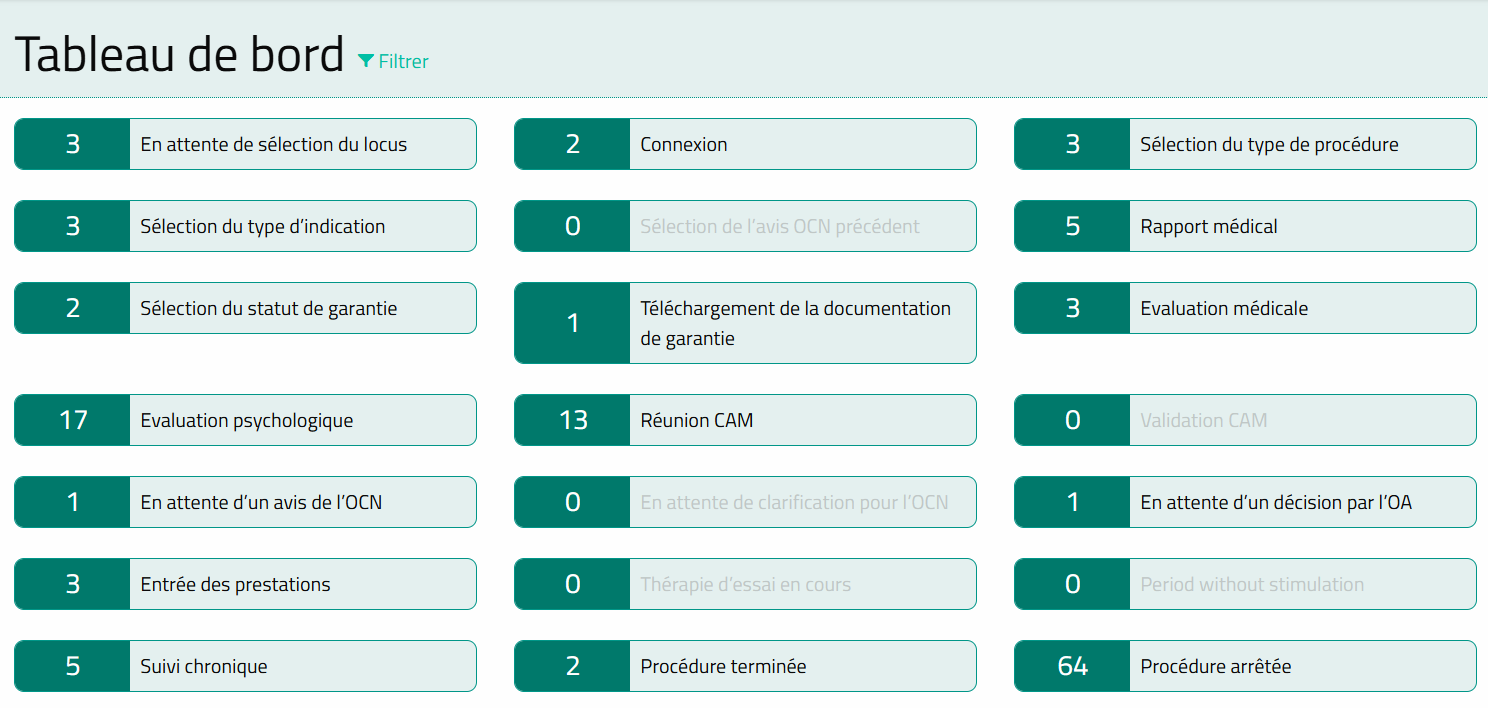 Tableau de bord Filtrer
3 En attente de sélection du locus
2 Connexion
3 Sélection du type de procédure
3 Sélection du type d’indication
0 Sélection de l’avis OCN précédent
5 Rapport médical
2 Sélection du statut de garantie
1 Téléchargement de la documentation
de garantie
3 Evaluation médicale
17 Evaluation psychologique
13 Réunion CAM
0 Validation CAM
1 En attente d’un avis de l’OCN
0 En attente de clarification pour l’OCN
1 En attente d’un décision par l’OA
3 Entrée des prestations
0 Thérapie d’essai en cours
0 Period without stimulation
5 Suivi chronique
2 Procédure terminée
64 Procédure arrêtée